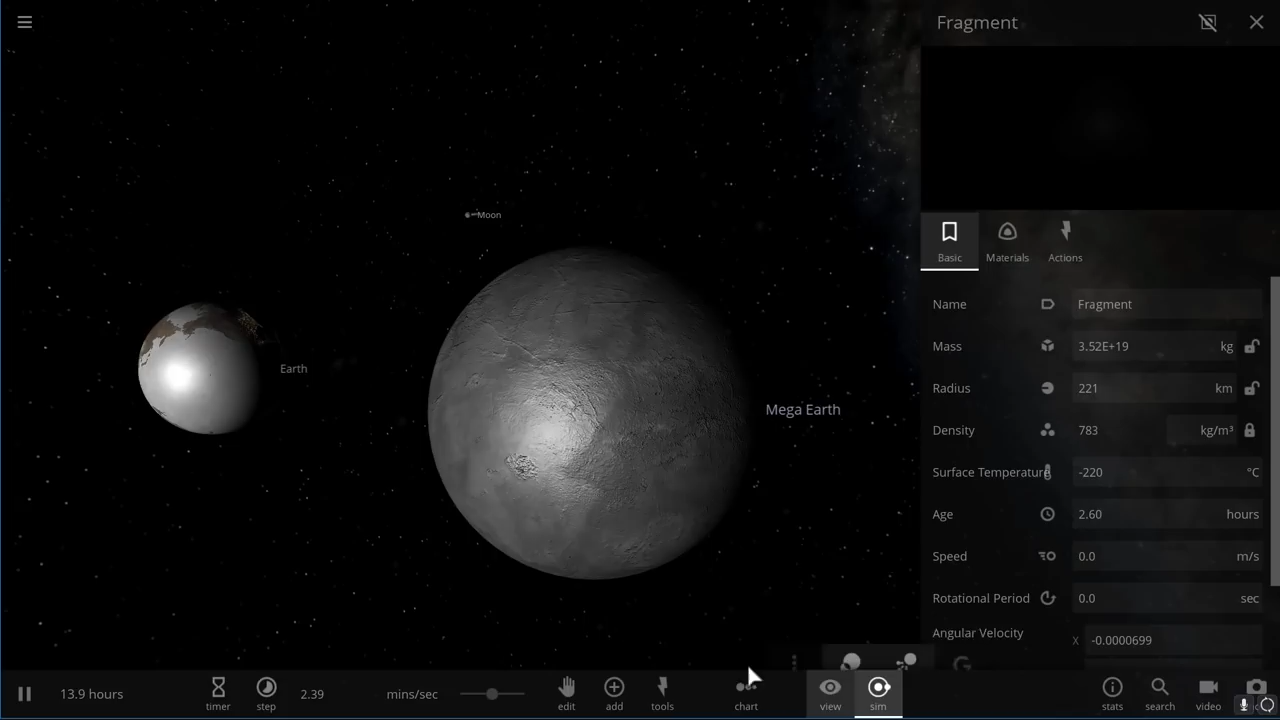 Fragment
Moon
Earth
Mega Earth
Basic
Materials
Actions
Name
Fragment
Mass
3.52E+19
kg
Radius
221
km
Density
783
kg/m³
Surface Temperature
-220
°C
Age
2.60
hours
Speed
0.0
m/s
Rotational Period
0.0
sec
Angular Velocity
X
-0.0000699
13.9 hours
timer
step
2.39
mins/sec
edit
add
tools
chart
view
sim
stats
search
video